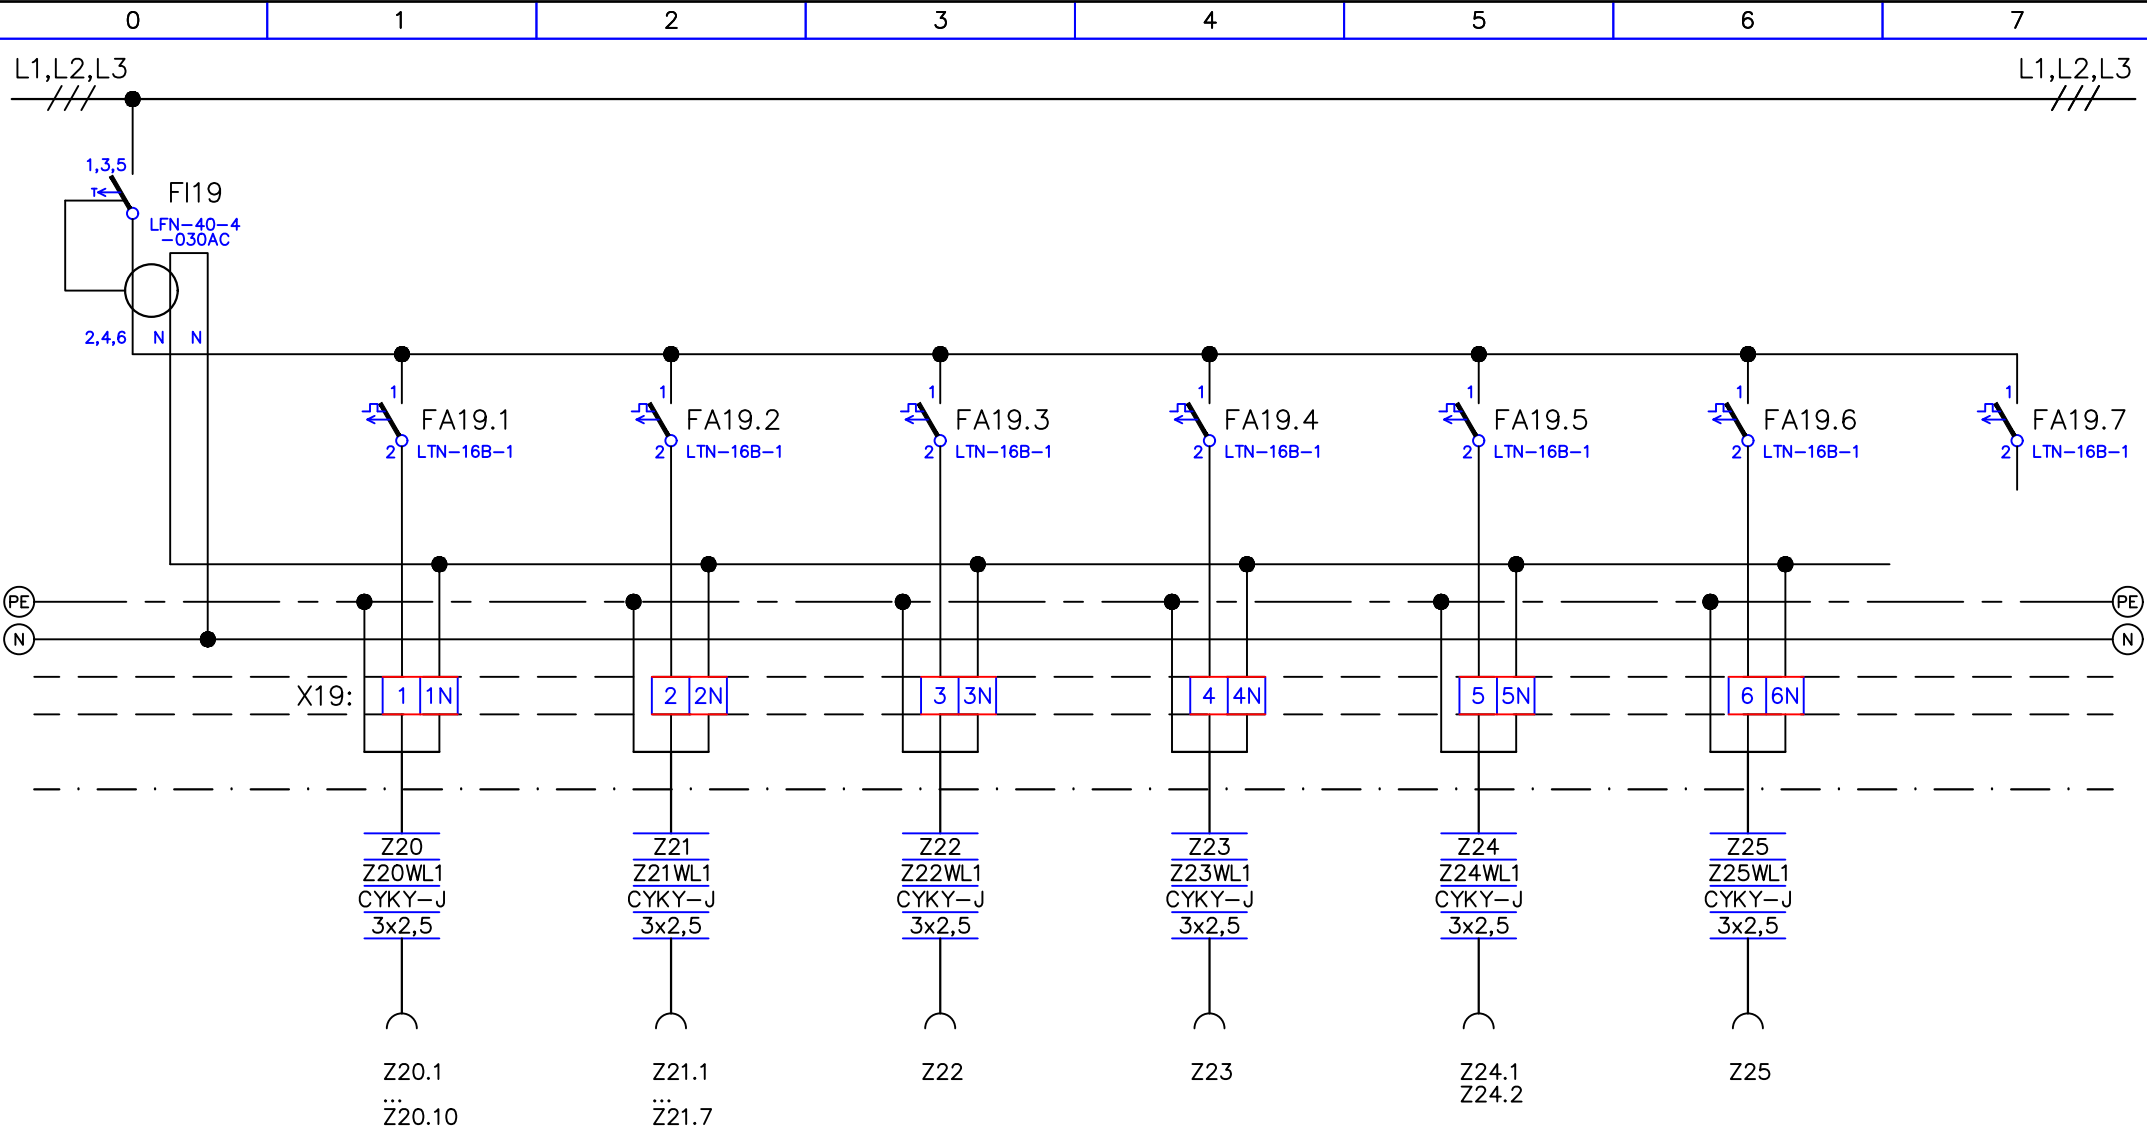 0 1 2 3 4 5 6 7
L1,L2,L3 L1,L2,L3
1,3,5
T
FI19
LFN-40-4
-030AC
2,4,6 N N
1 1 1 1 1 1 1
FA19.1 FA19.2 FA19.3 FA19.4 FA19.5 FA19.6 FA19.7
2 LTN-16B-1 2 LTN-16B-1 2 LTN-16B-1 2 LTN-16B-1 2 LTN-16B-1 2 LTN-16B-1 2 LTN-16B-1
PE PE
N N
X19: 1 1N 2 2N 3 3N 4 4N 5 5N 6 6N
Z20 Z21 Z22 Z23 Z24 Z25
Z20WL1 Z21WL1 Z22WL1 Z23WL1 Z24WL1 Z25WL1
CYKY-J CYKY-J CYKY-J CYKY-J CYKY-J CYKY-J
3x2,5 3x2,5 3x2,5 3x2,5 3x2,5 3x2,5
Z20.1 Z21.1 Z22 Z23 Z24.1 Z25
... ... Z24.2
Z20.10 Z21.7